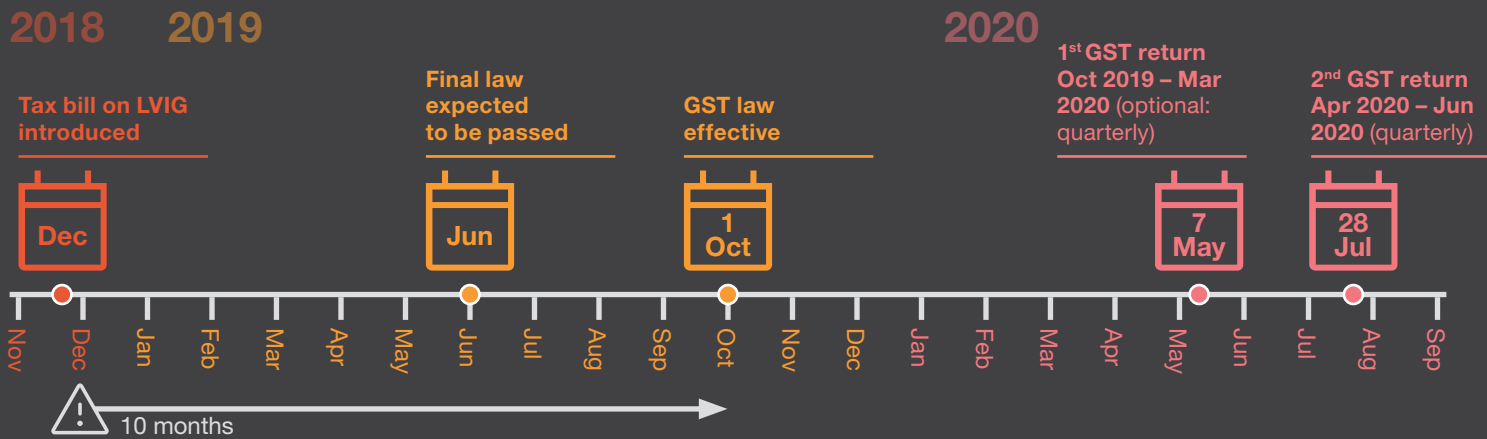 2018
2019
2020
Tax bill on LVIG
introduced
Final law
expected
to be passed
GST law
effective
1st GST return
Oct 2019 – Mar
2020 (optional:
quarterly)
2nd GST return
Apr 2020 – Jun
2020 (quarterly)
Dec
Jun
1
Oct
7
May
28
Jul
Nov
Dec
Jan
Feb
Mar
Apr
May
Jun
Jul
Aug
Sep
Oct
Nov
Dec
Jan
Feb
Mar
Apr
May
Jun
Jul
Aug
Sep
!
10 months